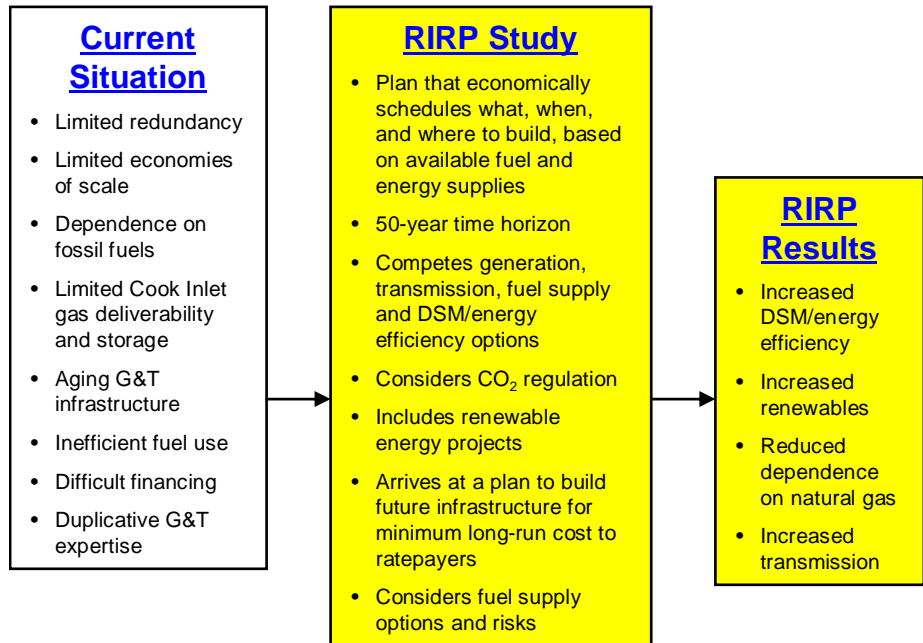 Current
Situation
• Limited redundancy
• Limited economies
of scale
• Dependence on
fossil fuels
• Limited Cook Inlet
gas deliverability
and storage
• Aging G&T
infrastructure
• Inefficient fuel use
• Difficult financing
• Duplicative G&T
expertise
RIRP Study
• Plan that economically
schedules what, when,
and where to build, based
on available fuel and
energy supplies
• 50-year time horizon
• Competes generation,
transmission, fuel supply
and DSM/energy
efficiency options
• Considers CO₂ regulation
• Includes renewable
energy projects
• Arrives at a plan to build
future infrastructure for
minimum long-run cost to
ratepayers
• Considers fuel supply
options and risks
RIRP
Results
• Increased
DSM/energy
efficiency
• Increased
renewables
• Reduced
dependence
on natural gas
• Increased
transmission